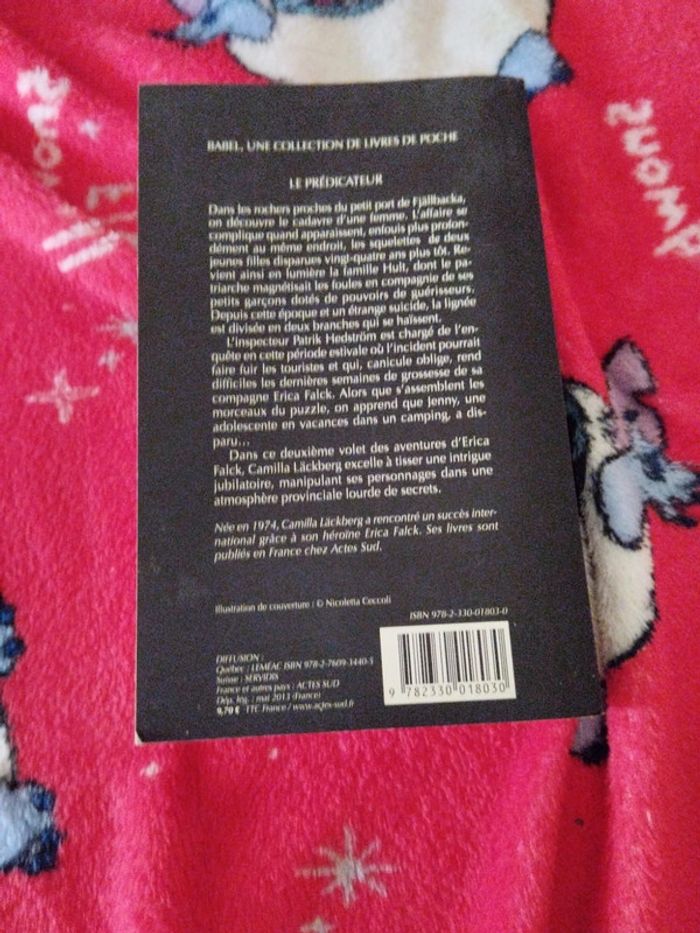 BABEL, UNE COLLECTION DE LIVRES DE POCHE
LE PRÉDICATEUR
Dans les rochers proches du petit port de Fjällbacka,
on découvre le cadavre d'une femme. L'affaire se
complique quand apparaissent, enfouis plus profon-
dément au même endroit, les squelettes de deux
jeunes filles disparues vingt-quatre ans plus tôt. Re-
vient ainsi en lumière la famille Hult, dont le pa-
triarche magnétisait les foules en compagnie de ses
petits garçons dotés de pouvoirs de guérisseurs.
Depuis cette époque et un étrange suicide, la lignée
est divisée en deux branches qui se haïssent.
L'inspecteur Patrik Hedström est chargé de l'en-
quête en cette période estivale où l'incident pourrait
faire fuir les touristes et qui, canicule oblige, rend
difficiles les dernières semaines de grossesse de sa
compagne Erica Falck. Alors que s'assemblent les
morceaux du puzzle, on apprend que Jenny, une
adolescente en vacances dans un camping, a dis-
paru…
Dans ce deuxième volet des aventures d'Erica
Falck, Camilla Läckberg excelle à tisser une intrigue
jubilatoire, manipulant ses personnages dans une
atmosphère provinciale lourde de secrets.
Née en 1974, Camilla Läckberg a rencontré un succès inter-
national grâce à son héroïne Erica Falck. Ses livres sont
publiés en France chez Actes Sud.
Illustration de couverture : © Nicoletta Ceccoli
ISBN 978-2-330-01803-0
DIFFUSION :
Québec : LEMÉAC ISBN 978-2-7609-3440-5
Suisse : SERVIDIS
France et autres pays : ACTES SUD
Dép. lég. : mai 2013 (France)
9,70 € TTC France / www.actes-sud.fr
9 782330 018030